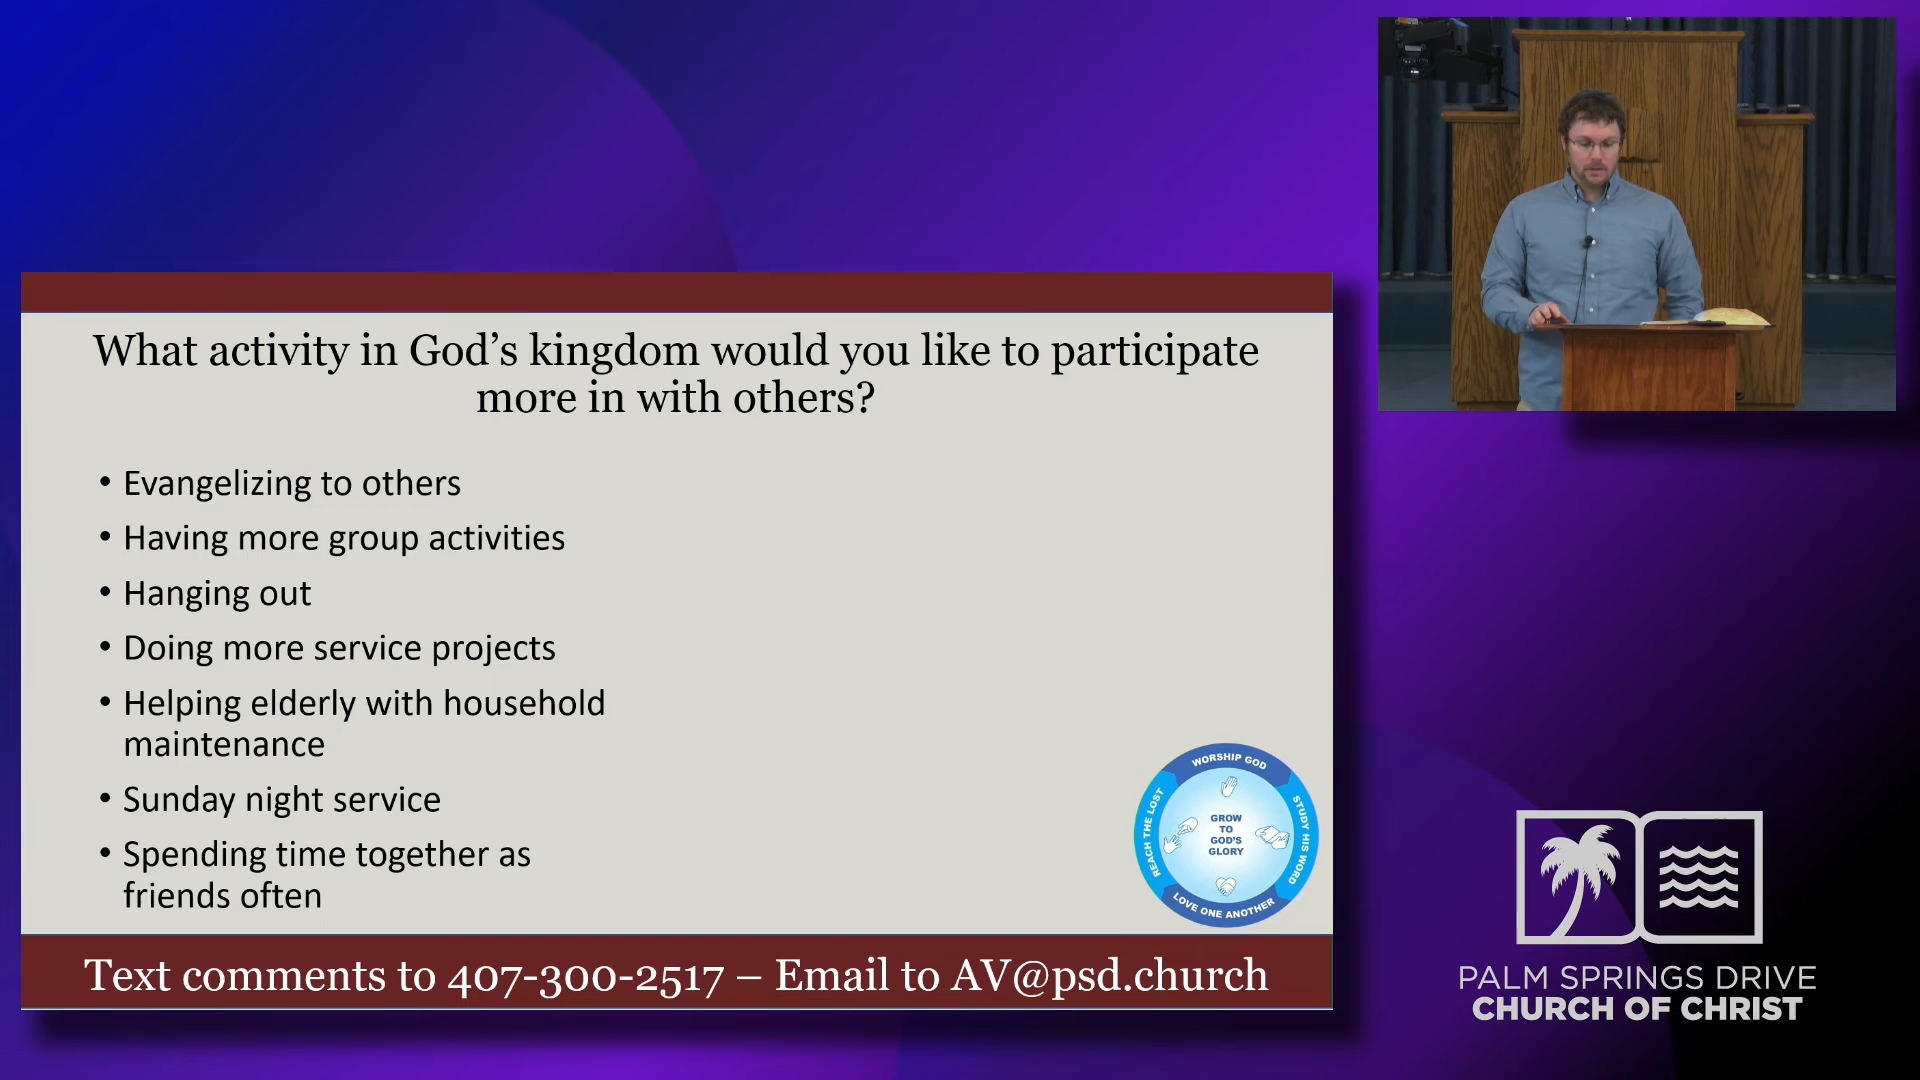 What activity in God’s kingdom would you like to participate
more in with others?
• Evangelizing to others
• Having more group activities
• Hanging out
• Doing more service projects
• Helping elderly with household
maintenance
• Sunday night service
• Spending time together as
friends often
WORSHIP GOD
STUDY HIS WORD
LOVE ONE ANOTHER
REACH THE LOST
GROW
TO
GOD'S
GLORY
Text comments to 407-300-2517 – Email to AV@psd.church
PALM SPRINGS DRIVE
CHURCH OF CHRIST